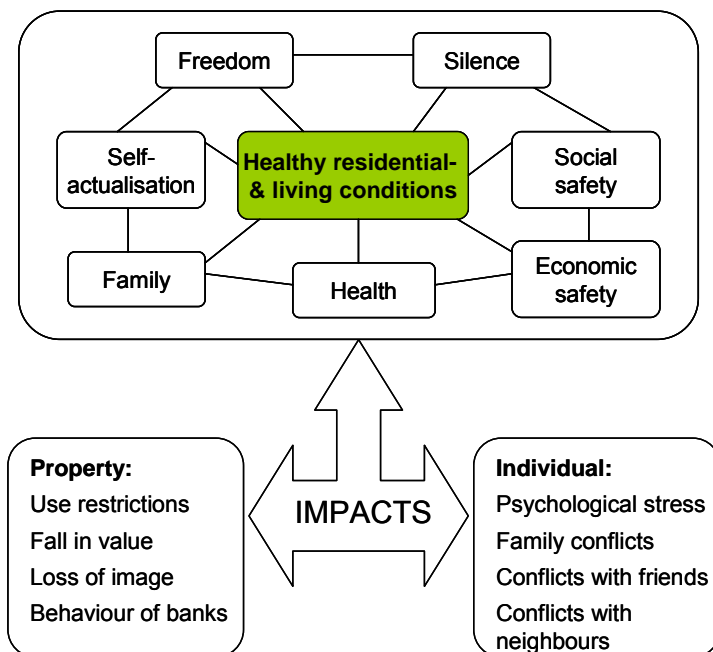 Freedom
Silence
Self-
actualisation
Healthy residential-
& living conditions
Social
safety
Family
Health
Economic
safety
IMPACTS
Property:
Use restrictions
Fall in value
Loss of image
Behaviour of banks
Individual:
Psychological stress
Family conflicts
Conflicts with friends
Conflicts with
neighbours